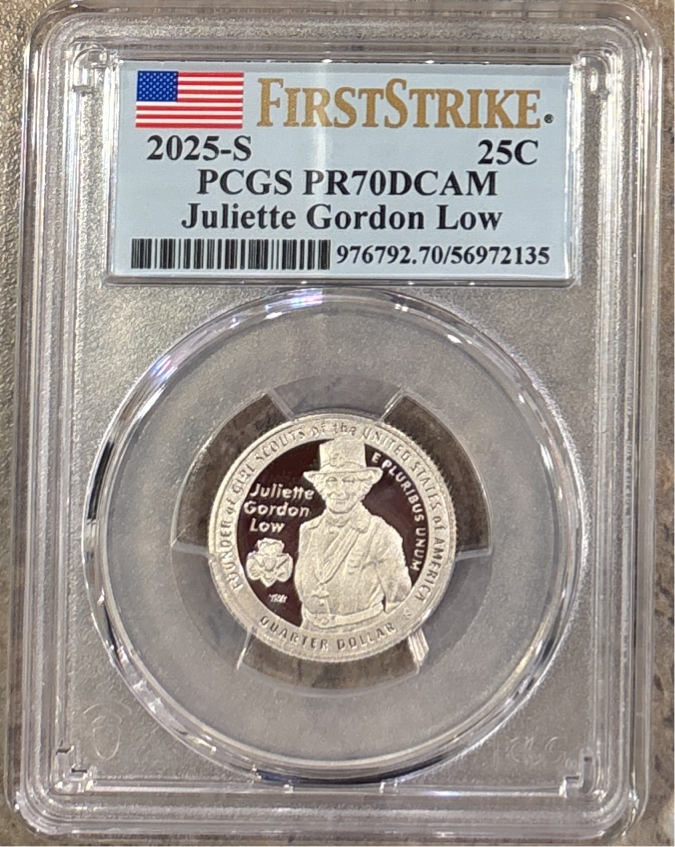 FIRSTSTRIKE®
2025-S 25C
PCGS PR70DCAM
Juliette Gordon Low
976792.70/56972135
FOUNDER of GIRL SCOUTS of the UNITED STATES of AMERICA
E PLURIBUS UNUM
Juliette
Gordon
Low
QUARTER DOLLAR